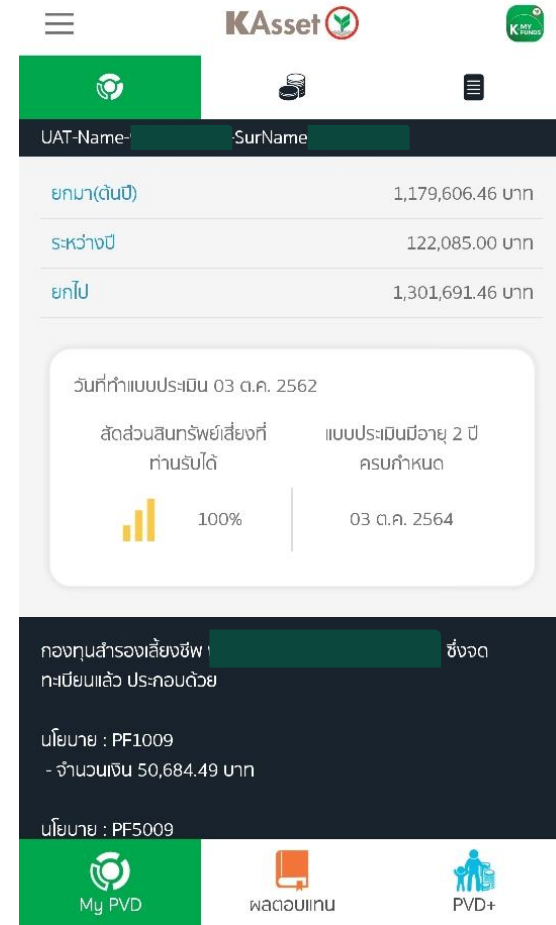 KAsset
K MY FUNDS
UAT-Name- -SurName
ยกมา(ต้นปี) 1,179,606.46 บาท
ระหว่างปี 122,085.00 บาท
ยกไป 1,301,691.46 บาท
วันที่ทำแบบประเมิน 03 ต.ค. 2562
สัดส่วนสินทรัพย์เสี่ยงที่
ท่านรับได้
100%
แบบประเมินมีอายุ 2 ปี
ครบกำหนด
03 ต.ค. 2564
กองทุนสำรองเลี้ยงชีพ ซึ่งจด
ทะเบียนแล้ว ประกอบด้วย
นโยบาย : PF1009
- จำนวนเงิน 50,684.49 บาท
นโยบาย : PF5009
My PVD ผลตอบแทน PVD+